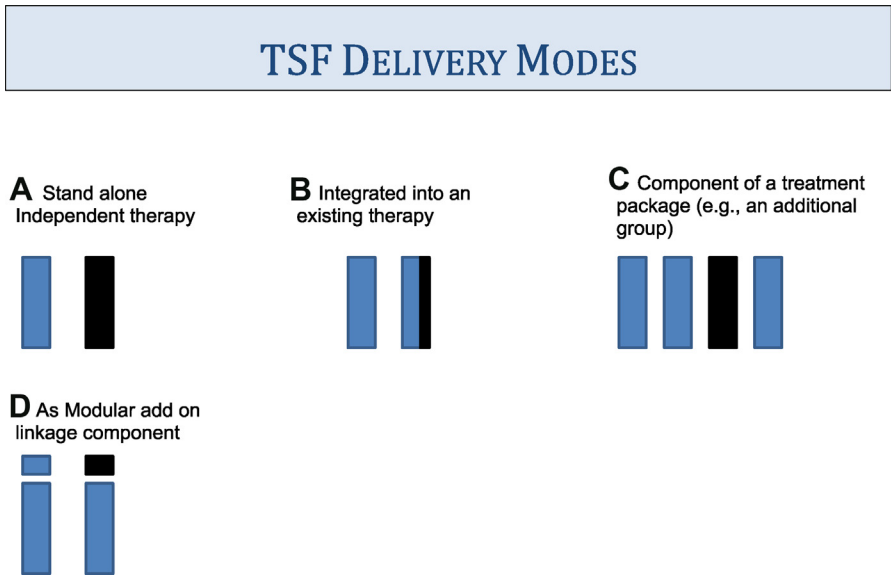 TSF DELIVERY MODES
A Stand alone
Independent therapy
B Integrated into an
existing therapy
C Component of a treatment
package (e.g., an additional
group)
D As Modular add on
linkage component